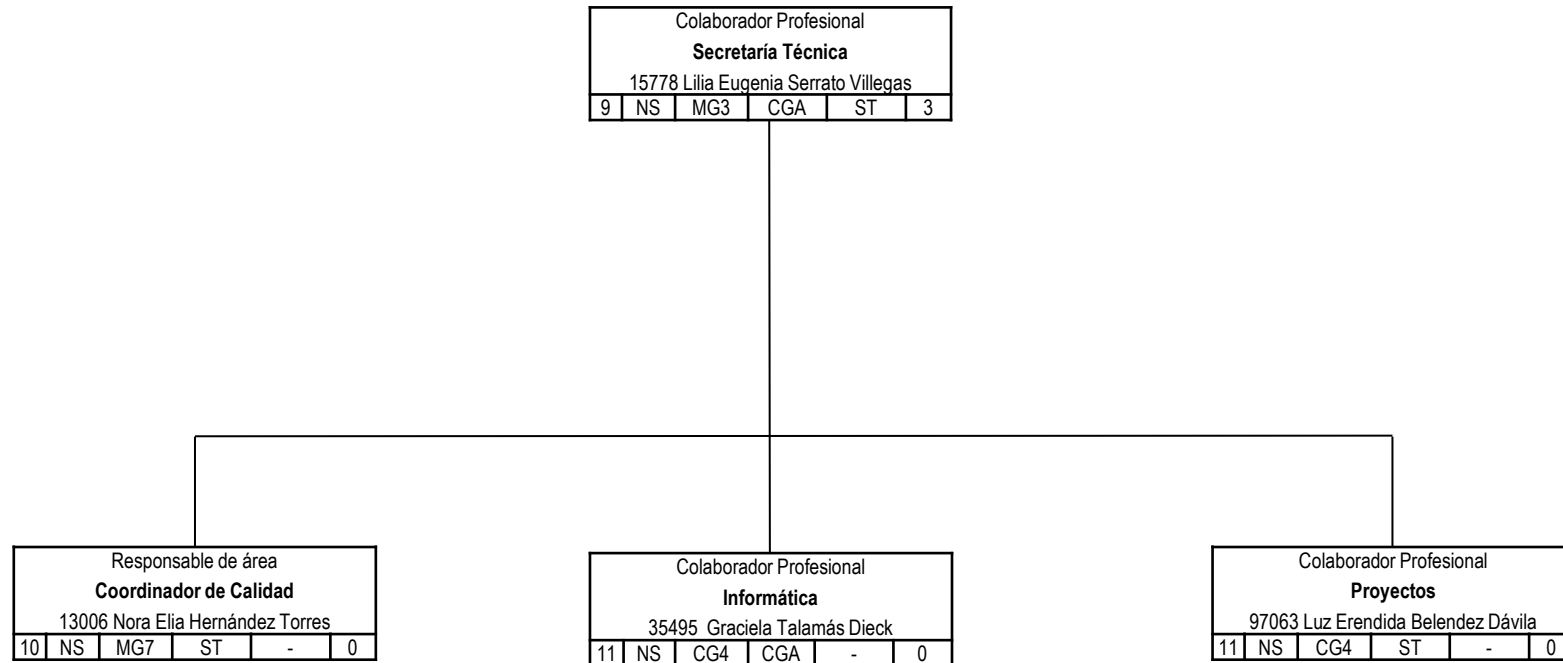 Colaborador Profesional
Secretaría Técnica
15778 Lilia Eugenia Serrato Villegas
9 NS MG3 CGA ST 3
Responsable de área
Coordinador de Calidad
13006 Nora Elia Hernández Torres
10 NS MG7 ST - 0
Colaborador Profesional
Informática
35495 Graciela Talamás Dieck
11 NS CG4 CGA - 0
Colaborador Profesional
Proyectos
97063 Luz Erendida Belendez Dávila
11 NS CG4 ST - 0